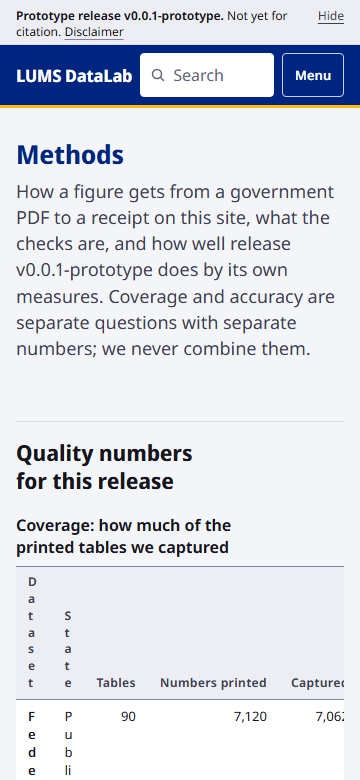 Prototype release v0.0.1-prototype. Not yet for Hide
citation. Disclaimer
LUMS DataLab Search Menu
Methods
How a figure gets from a government
PDF to a receipt on this site, what the
checks are, and how well release
v0.0.1-prototype does by its own
measures. Coverage and accuracy are
separate questions with separate
numbers; we never combine them.
Quality numbers
for this release
Coverage: how much of the
printed tables we captured
Dataset State Tables Numbers printed Captured
Fede Publi 90 7,120 7,062